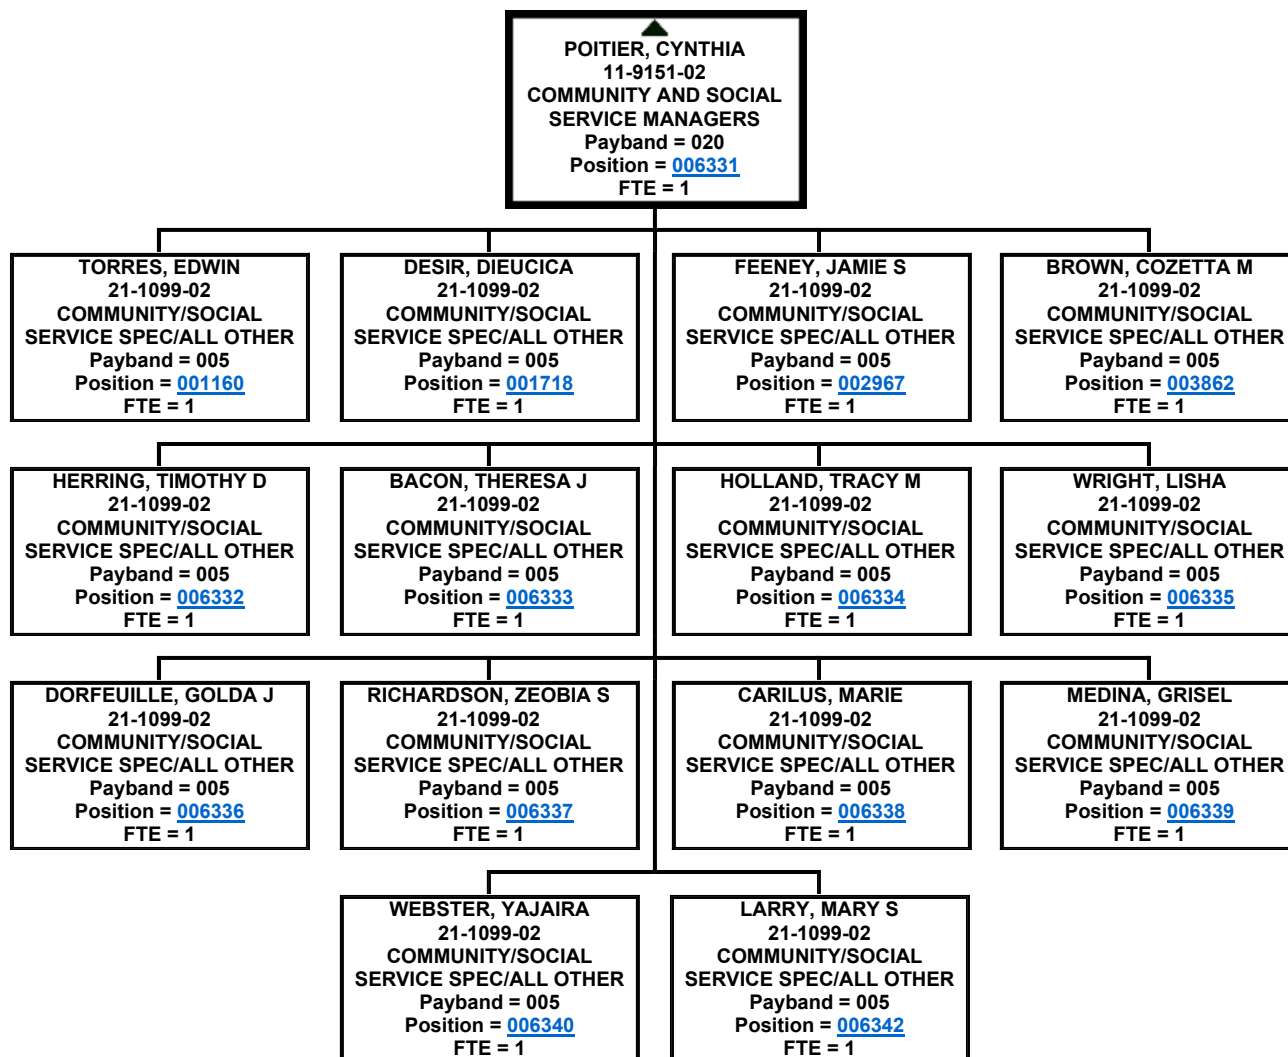 POITIER, CYNTHIA
11-9151-02
COMMUNITY AND SOCIAL
SERVICE MANAGERS
Payband = 020
Position = 006331
FTE = 1
TORRES, EDWIN
21-1099-02
COMMUNITY/SOCIAL
SERVICE SPEC/ALL OTHER
Payband = 005
Position = 001160
FTE = 1
DESIR, DIEUCICA
21-1099-02
COMMUNITY/SOCIAL
SERVICE SPEC/ALL OTHER
Payband = 005
Position = 001718
FTE = 1
FEENEY, JAMIE S
21-1099-02
COMMUNITY/SOCIAL
SERVICE SPEC/ALL OTHER
Payband = 005
Position = 002967
FTE = 1
BROWN, COZETTA M
21-1099-02
COMMUNITY/SOCIAL
SERVICE SPEC/ALL OTHER
Payband = 005
Position = 003862
FTE = 1
HERRING, TIMOTHY D
21-1099-02
COMMUNITY/SOCIAL
SERVICE SPEC/ALL OTHER
Payband = 005
Position = 006332
FTE = 1
BACON, THERESA J
21-1099-02
COMMUNITY/SOCIAL
SERVICE SPEC/ALL OTHER
Payband = 005
Position = 006333
FTE = 1
HOLLAND, TRACY M
21-1099-02
COMMUNITY/SOCIAL
SERVICE SPEC/ALL OTHER
Payband = 005
Position = 006334
FTE = 1
WRIGHT, LISHA
21-1099-02
COMMUNITY/SOCIAL
SERVICE SPEC/ALL OTHER
Payband = 005
Position = 006335
FTE = 1
DORFEUILLE, GOLDA J
21-1099-02
COMMUNITY/SOCIAL
SERVICE SPEC/ALL OTHER
Payband = 005
Position = 006336
FTE = 1
RICHARDSON, ZEOBIA S
21-1099-02
COMMUNITY/SOCIAL
SERVICE SPEC/ALL OTHER
Payband = 005
Position = 006337
FTE = 1
CARILUS, MARIE
21-1099-02
COMMUNITY/SOCIAL
SERVICE SPEC/ALL OTHER
Payband = 005
Position = 006338
FTE = 1
MEDINA, GRISEL
21-1099-02
COMMUNITY/SOCIAL
SERVICE SPEC/ALL OTHER
Payband = 005
Position = 006339
FTE = 1
WEBSTER, YAJAIRA
21-1099-02
COMMUNITY/SOCIAL
SERVICE SPEC/ALL OTHER
Payband = 005
Position = 006340
FTE = 1
LARRY, MARY S
21-1099-02
COMMUNITY/SOCIAL
SERVICE SPEC/ALL OTHER
Payband = 005
Position = 006342
FTE = 1